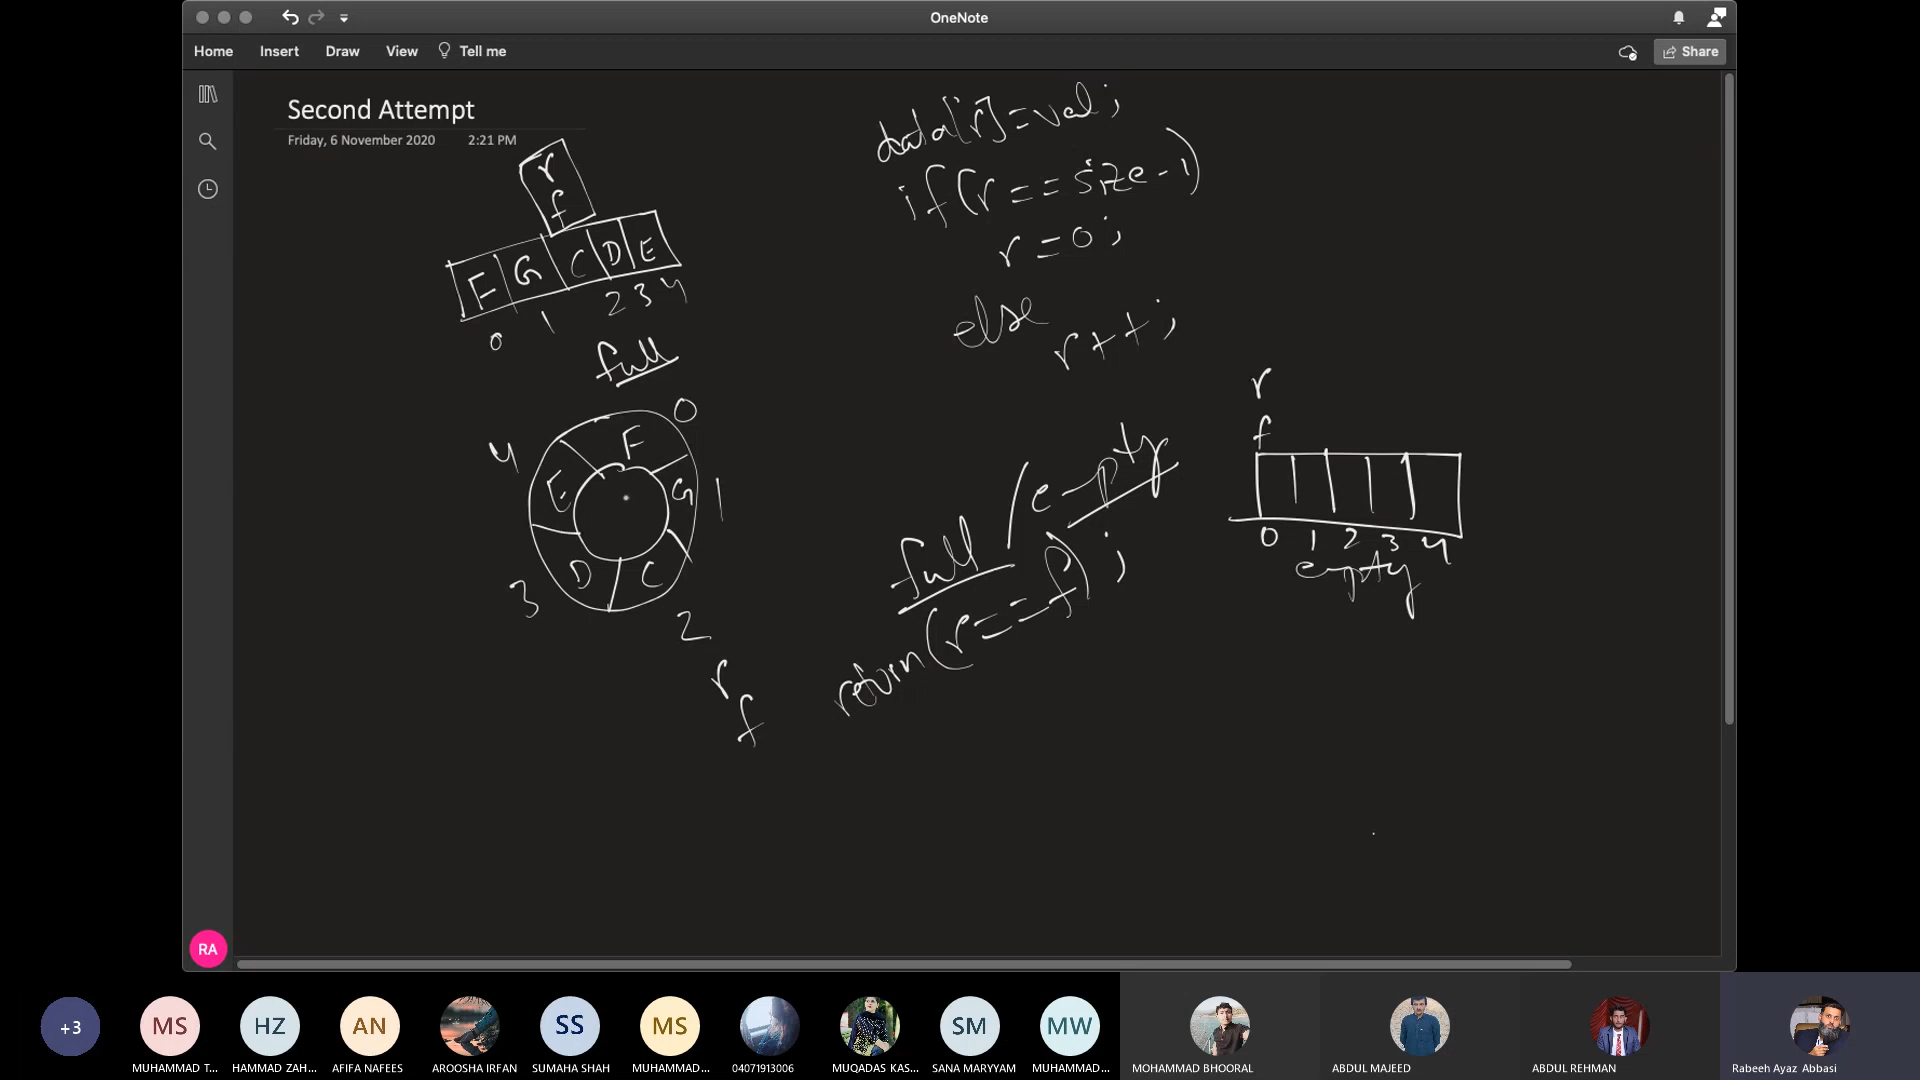 OneNote
Home Insert Draw View Tell me
Share
Second Attempt
Friday, 6 November 2020 2:21 PM
r
f
F G C D E
0 1 2 3 4
full
data[r]=val;
if(r==size-1)
r=0;
else
r++;
0
4
F
E
G
1
D
C
3
2
r
f
full/empty
return(r==f);
r
f
0 1 2 3 4
empty
RA
+3
MS HZ AN SS MS SM MW
MUHAMMAD T... HAMMAD ZAH... AFIFA NAFEES AROOSHA IRFAN SUMAHA SHAH MUHAMMAD... 04071913006 MUQADAS KAS... SANA MARYYAM MUHAMMAD... MOHAMMAD BHOORAL ABDUL MAJEED ABDUL REHMAN Rabeeh Ayaz Abbasi